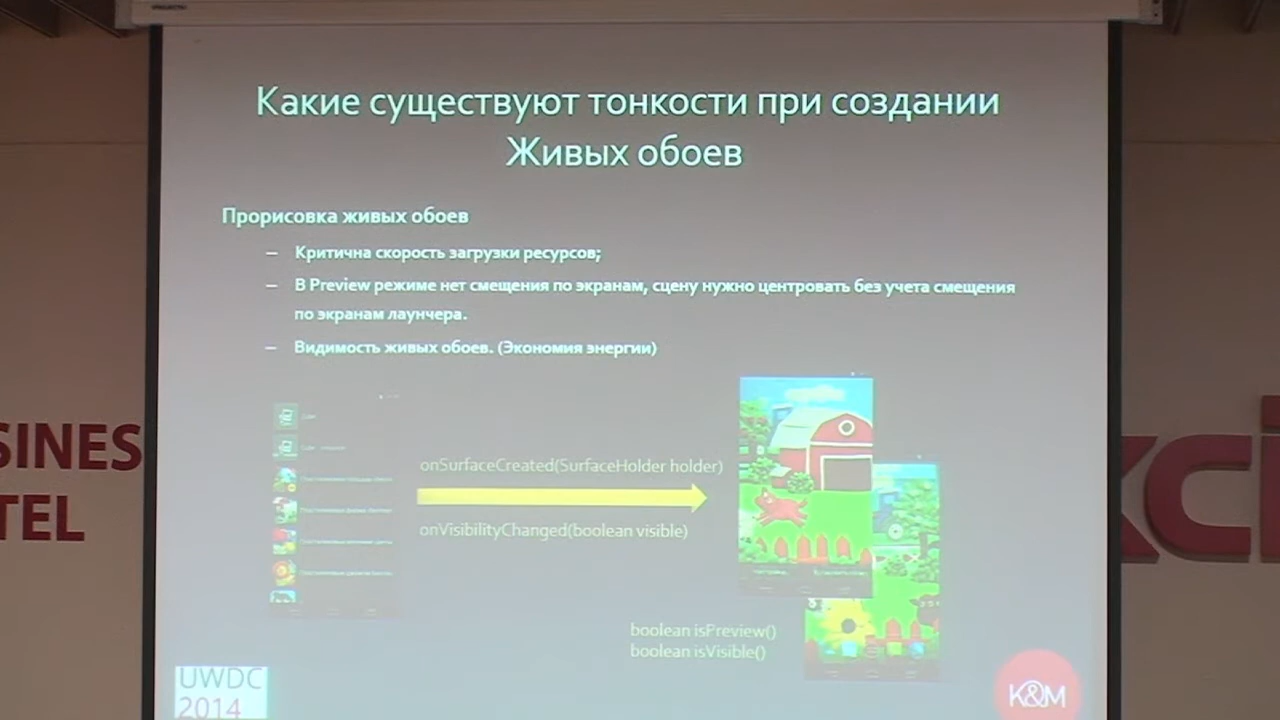 Какие существуют тонкости при создании
Живых обоев
Прорисовка живых обоев
– Критична скорость загрузки ресурсов;
– В Preview режиме нет смещения по экранам, сцену нужно центровать без учета смещения
по экранам лаунчера.
– Видимость живых обоев. (Экономия энергии)
onSurfaceCreated(SurfaceHolder holder)
onVisibilityChanged(boolean visible)
boolean isPreview()
boolean isVisible()
UWDC
2014
K&M
SINES
TEL